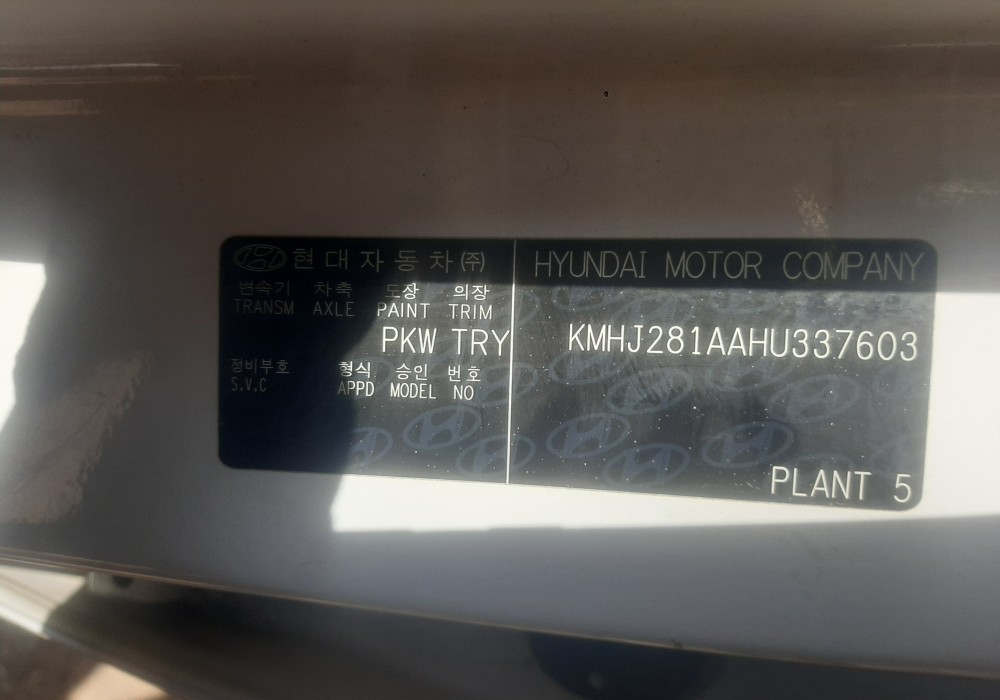 현대자동차(주)
변속기 차축 도장 의장
TRANSM AXLE PAINT TRIM
PKW TRY
정비부호 형식 승인 번호
S.V.C APPD MODEL NO
HYUNDAI MOTOR COMPANY
KMHJ281AAHU337603
PLANT 5